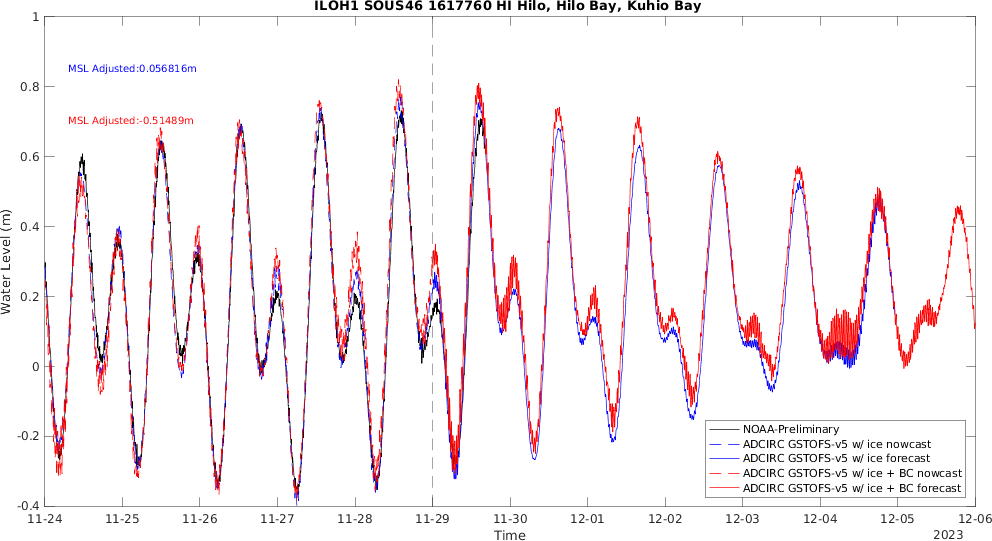 ILOH1 SOUS46 1617760 HI Hilo, Hilo Bay, Kuhio Bay
1
MSL Adjusted:0.056816m
0.8
MSL Adjusted:-0.51489m
0.6
0.4
Water Level (m)
0.2
0
-0.2
NOAA-Preliminary
ADCIRC GSTOFS-v5 w/ ice nowcast
ADCIRC GSTOFS-v5 w/ ice forecast
ADCIRC GSTOFS-v5 w/ ice + BC nowcast
ADCIRC GSTOFS-v5 w/ ice + BC forecast
-0.4
11-24 11-25 11-26 11-27 11-28 11-29 11-30 12-01 12-02 12-03 12-04 12-05 12-06
Time
2023